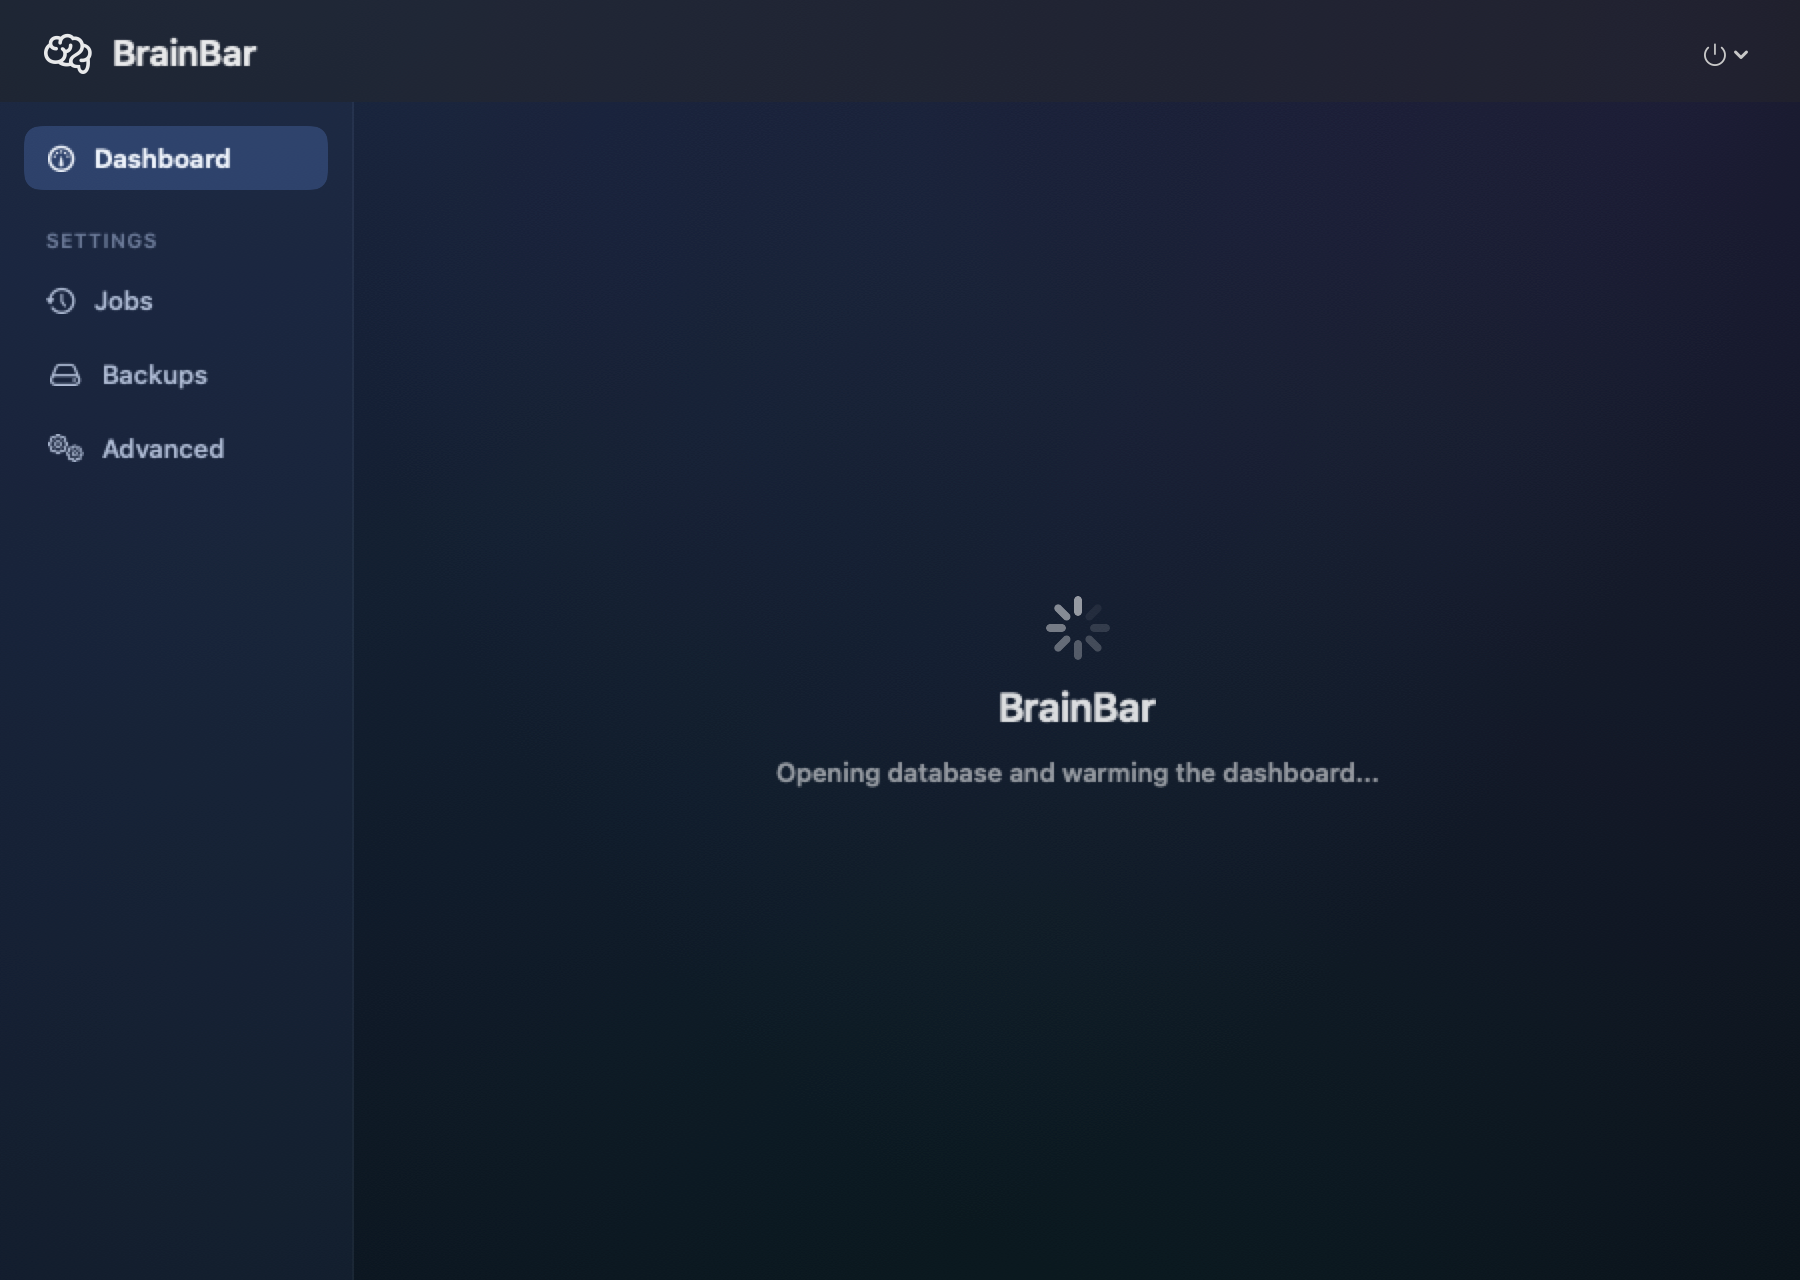 BrainBar
Dashboard
SETTINGS
Jobs
Backups
Advanced
BrainBar
Opening database and warming the dashboard...